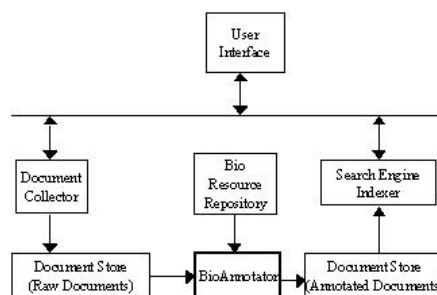 User
Interface
Document
Collector
Bio
Resource
Repository
Search Engine
Indexer
Document Store
(Raw Documents)
BioAnnotator
Document Store
(Annotated Documents